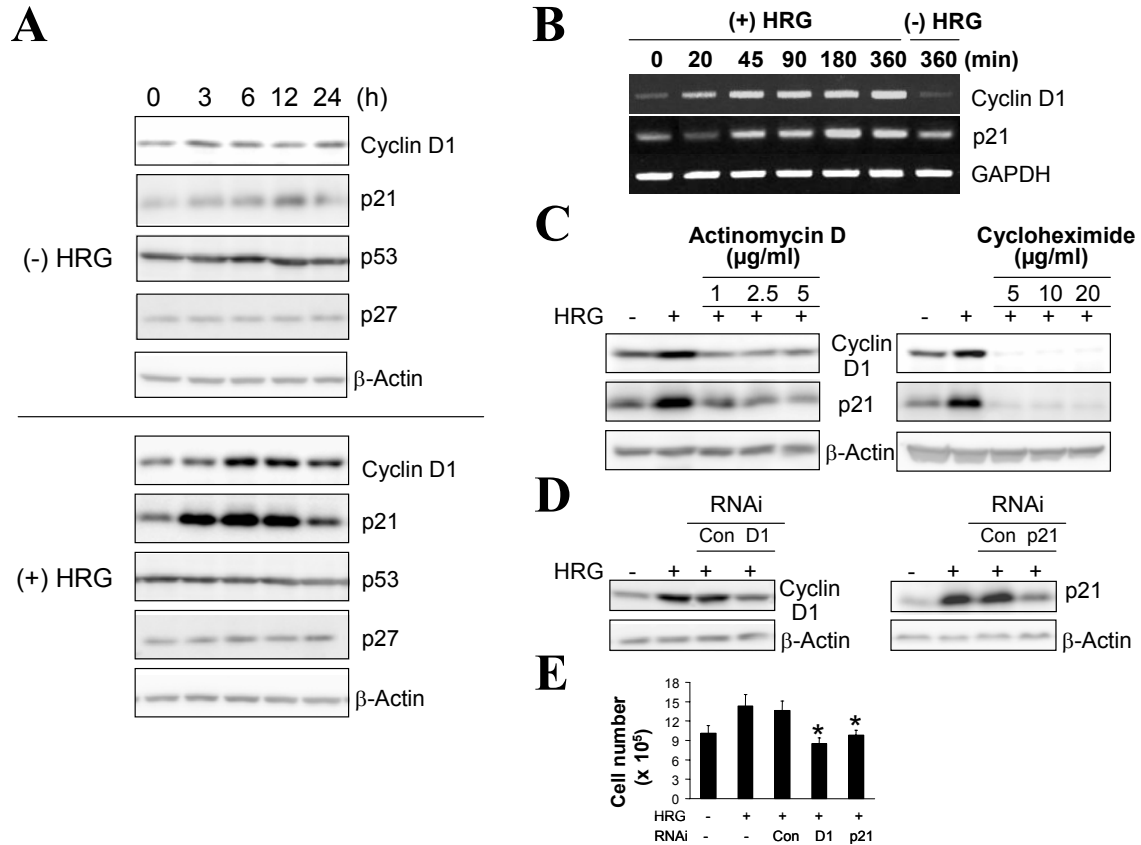 A
0 3 6 12 24 (h)
Cyclin D1
p21
(-) HRG
p53
p27
β-Actin
Cyclin D1
p21
(+) HRG
p53
p27
β-Actin
B
(+) HRG (-) HRG
0 20 45 90 180 360 360 (min)
Cyclin D1
p21
GAPDH
C
Actinomycin D
(µg/ml)
1 2.5 5
HRG - + + + +
Cyclin
D1
p21
β-Actin
Cycloheximide
(µg/ml)
5 10 20
- + + + +
D
RNAi
Con D1
HRG - + + +
Cyclin
D1
β-Actin
RNAi
Con p21
- + + +
p21
β-Actin
E
Cell number
(x 10⁵)
18
15
12
9
6
3
0
* *
HRG - + + + +
RNAi - - Con D1 p21